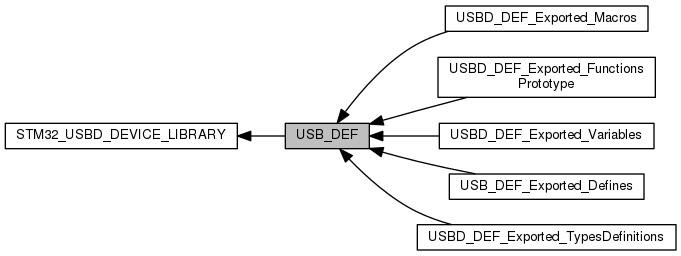 USBD_DEF_Exported_Macros
USBD_DEF_Exported_Functions
Prototype
STM32_USBD_DEVICE_LIBRARY
USB_DEF
USBD_DEF_Exported_Variables
USB_DEF_Exported_Defines
USBD_DEF_Exported_TypesDefinitions